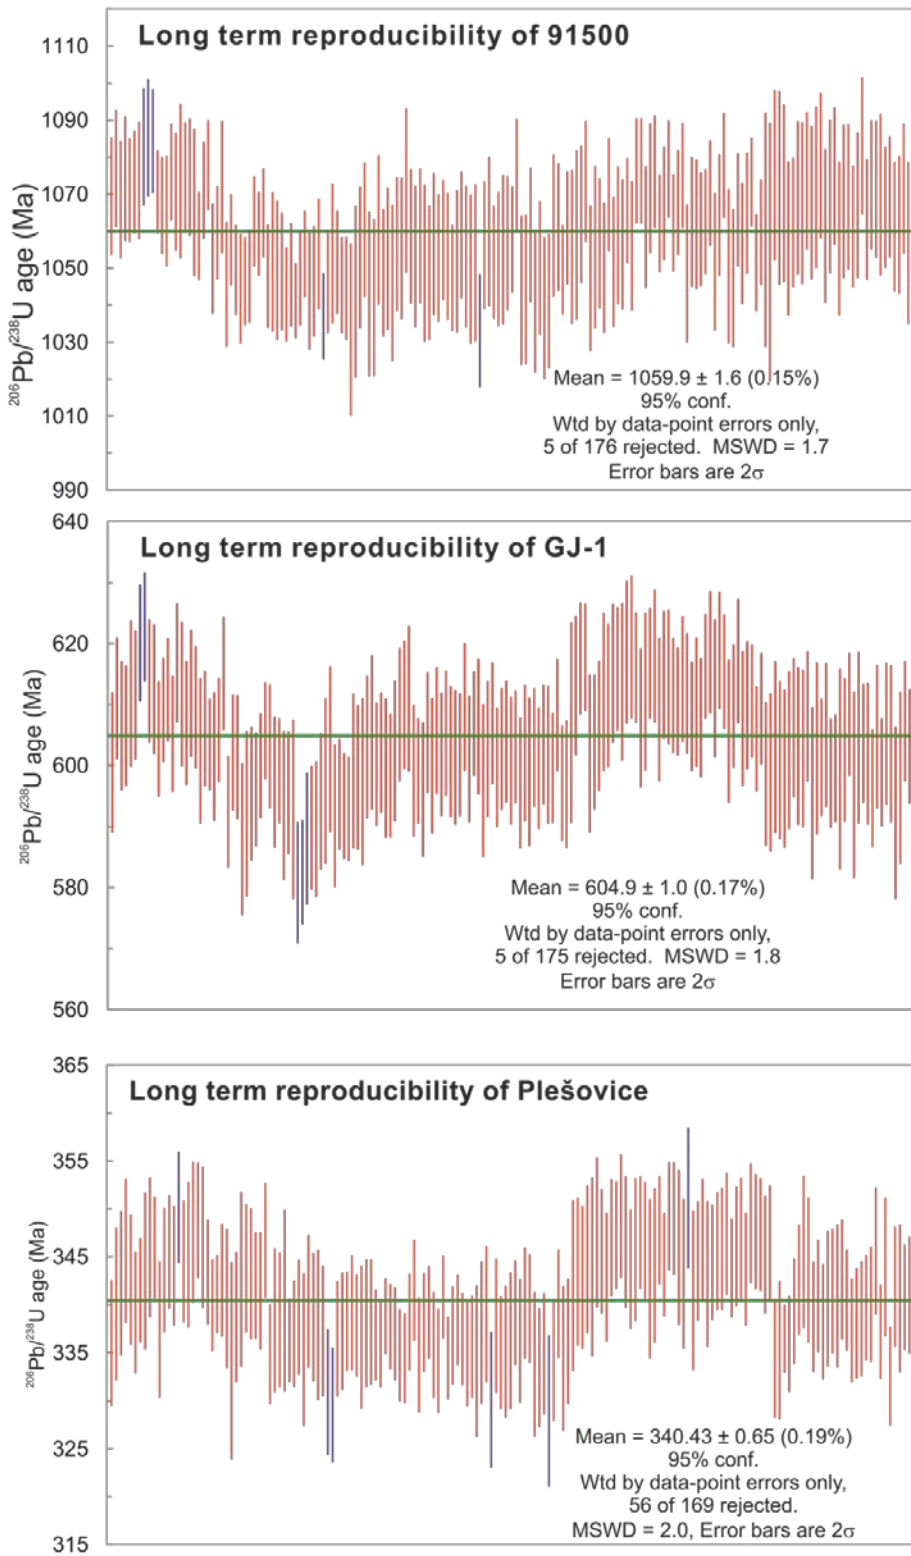 Long term reproducibility of 91500
1110
1090
1070
1050
1030
1010
990
²⁰⁶Pb/²³⁸U age (Ma)
Mean = 1059.9 ± 1.6 (0.15%)
95% conf.
Wtd by data-point errors only,
5 of 176 rejected. MSWD = 1.7
Error bars are 2σ
Long term reproducibility of GJ-1
640
620
600
580
560
²⁰⁶Pb/²³⁸U age (Ma)
Mean = 604.9 ± 1.0 (0.17%)
95% conf.
Wtd by data-point errors only,
5 of 175 rejected. MSWD = 1.8
Error bars are 2σ
Long term reproducibility of Plešovice
365
355
345
335
325
315
²⁰⁶Pb/²³⁸U age (Ma)
Mean = 340.43 ± 0.65 (0.19%)
95% conf.
Wtd by data-point errors only,
56 of 169 rejected.
MSWD = 2.0, Error bars are 2σ